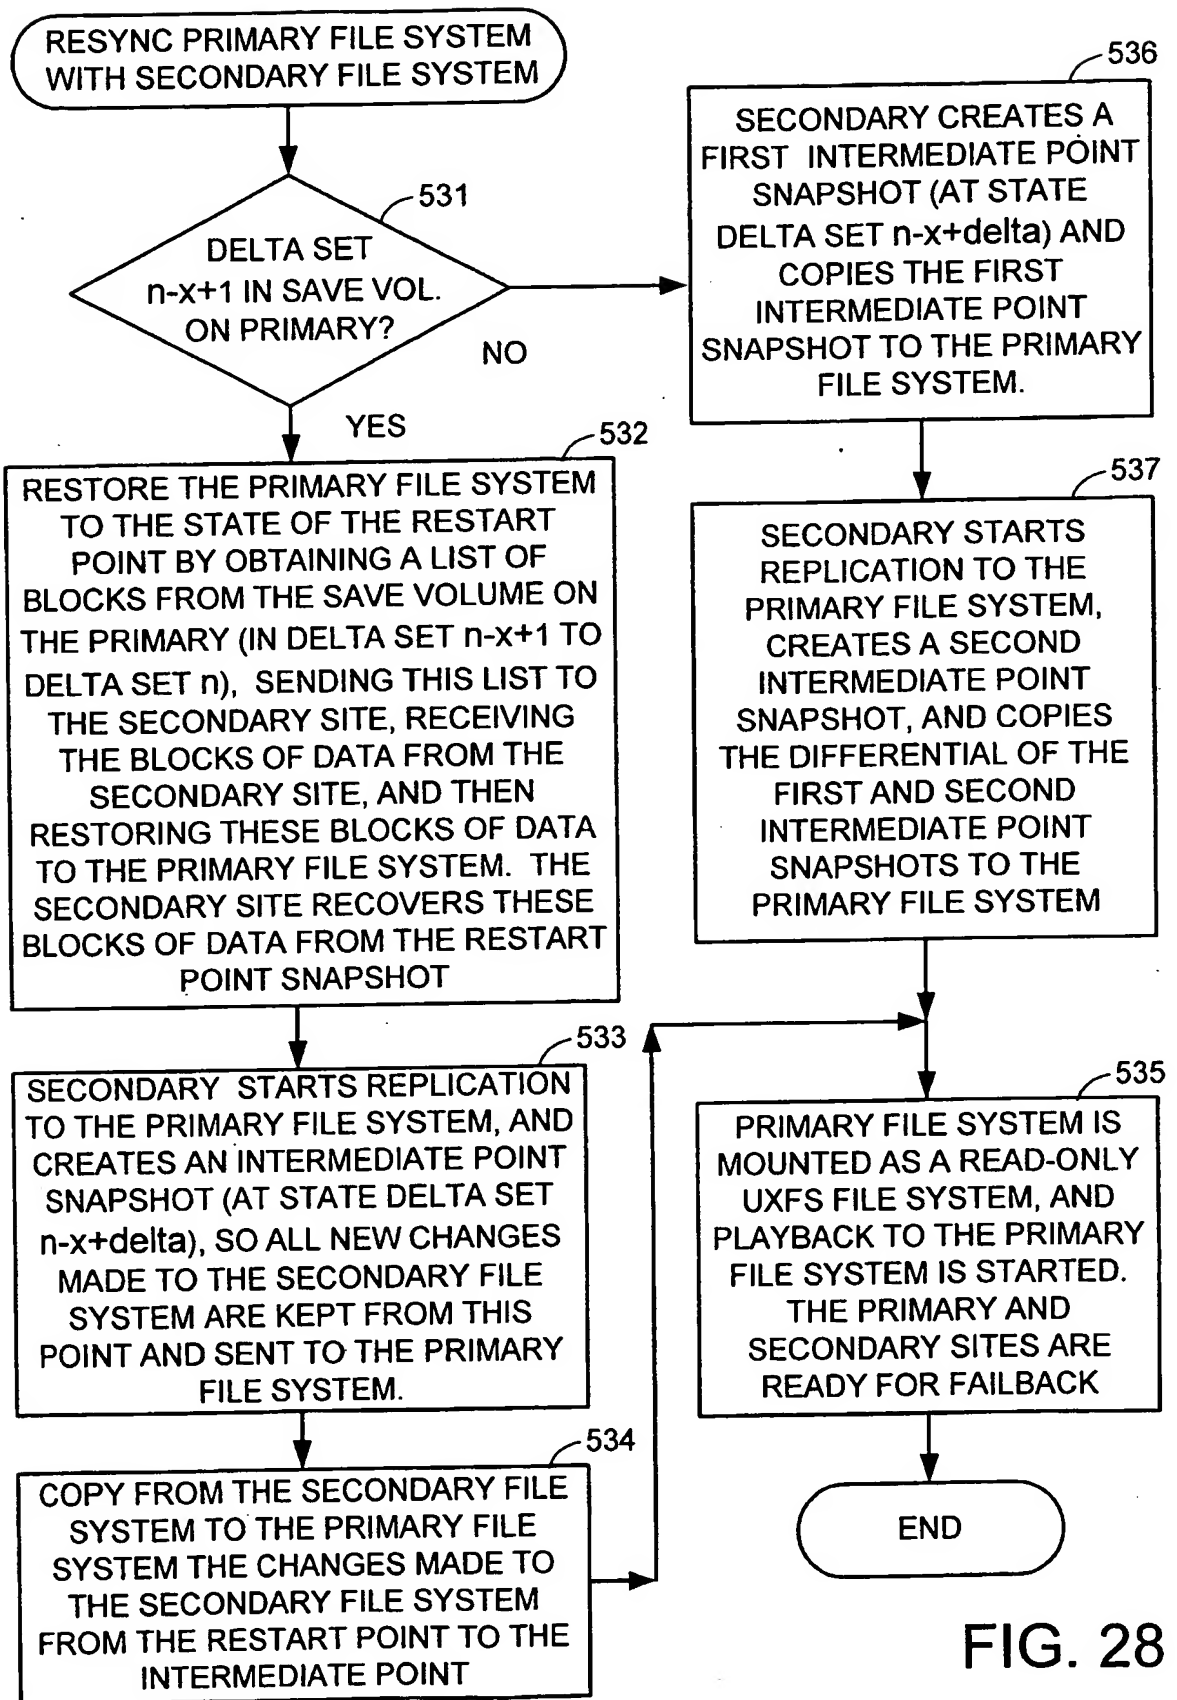 RESYNC PRIMARY FILE SYSTEM
WITH SECONDARY FILE SYSTEM
531
DELTA SET
n-x+1 IN SAVE VOL.
ON PRIMARY?
NO
YES
532
RESTORE THE PRIMARY FILE SYSTEM
TO THE STATE OF THE RESTART
POINT BY OBTAINING A LIST OF
BLOCKS FROM THE SAVE VOLUME ON
THE PRIMARY (IN DELTA SET n-x+1 TO
DELTA SET n), SENDING THIS LIST TO
THE SECONDARY SITE, RECEIVING
THE BLOCKS OF DATA FROM THE
SECONDARY SITE, AND THEN
RESTORING THESE BLOCKS OF DATA
TO THE PRIMARY FILE SYSTEM. THE
SECONDARY SITE RECOVERS THESE
BLOCKS OF DATA FROM THE RESTART
POINT SNAPSHOT
533
SECONDARY STARTS REPLICATION
TO THE PRIMARY FILE SYSTEM, AND
CREATES AN INTERMEDIATE POINT
SNAPSHOT (AT STATE DELTA SET
n-x+delta), SO ALL NEW CHANGES
MADE TO THE SECONDARY FILE
SYSTEM ARE KEPT FROM THIS
POINT AND SENT TO THE PRIMARY
FILE SYSTEM.
534
COPY FROM THE SECONDARY FILE
SYSTEM TO THE PRIMARY FILE
SYSTEM THE CHANGES MADE TO
THE SECONDARY FILE SYSTEM
FROM THE RESTART POINT TO THE
INTERMEDIATE POINT
536
SECONDARY CREATES A
FIRST INTERMEDIATE POINT
SNAPSHOT (AT STATE
DELTA SET n-x+delta) AND
COPIES THE FIRST
INTERMEDIATE POINT
SNAPSHOT TO THE PRIMARY
FILE SYSTEM.
537
SECONDARY STARTS
REPLICATION TO THE
PRIMARY FILE SYSTEM,
CREATES A SECOND
INTERMEDIATE POINT
SNAPSHOT, AND COPIES
THE DIFFERENTIAL OF THE
FIRST AND SECOND
INTERMEDIATE POINT
SNAPSHOTS TO THE
PRIMARY FILE SYSTEM
535
PRIMARY FILE SYSTEM IS
MOUNTED AS A READ-ONLY
UXFS FILE SYSTEM, AND
PLAYBACK TO THE PRIMARY
FILE SYSTEM IS STARTED.
THE PRIMARY AND
SECONDARY SITES ARE
READY FOR FAILBACK
END
FIG. 28